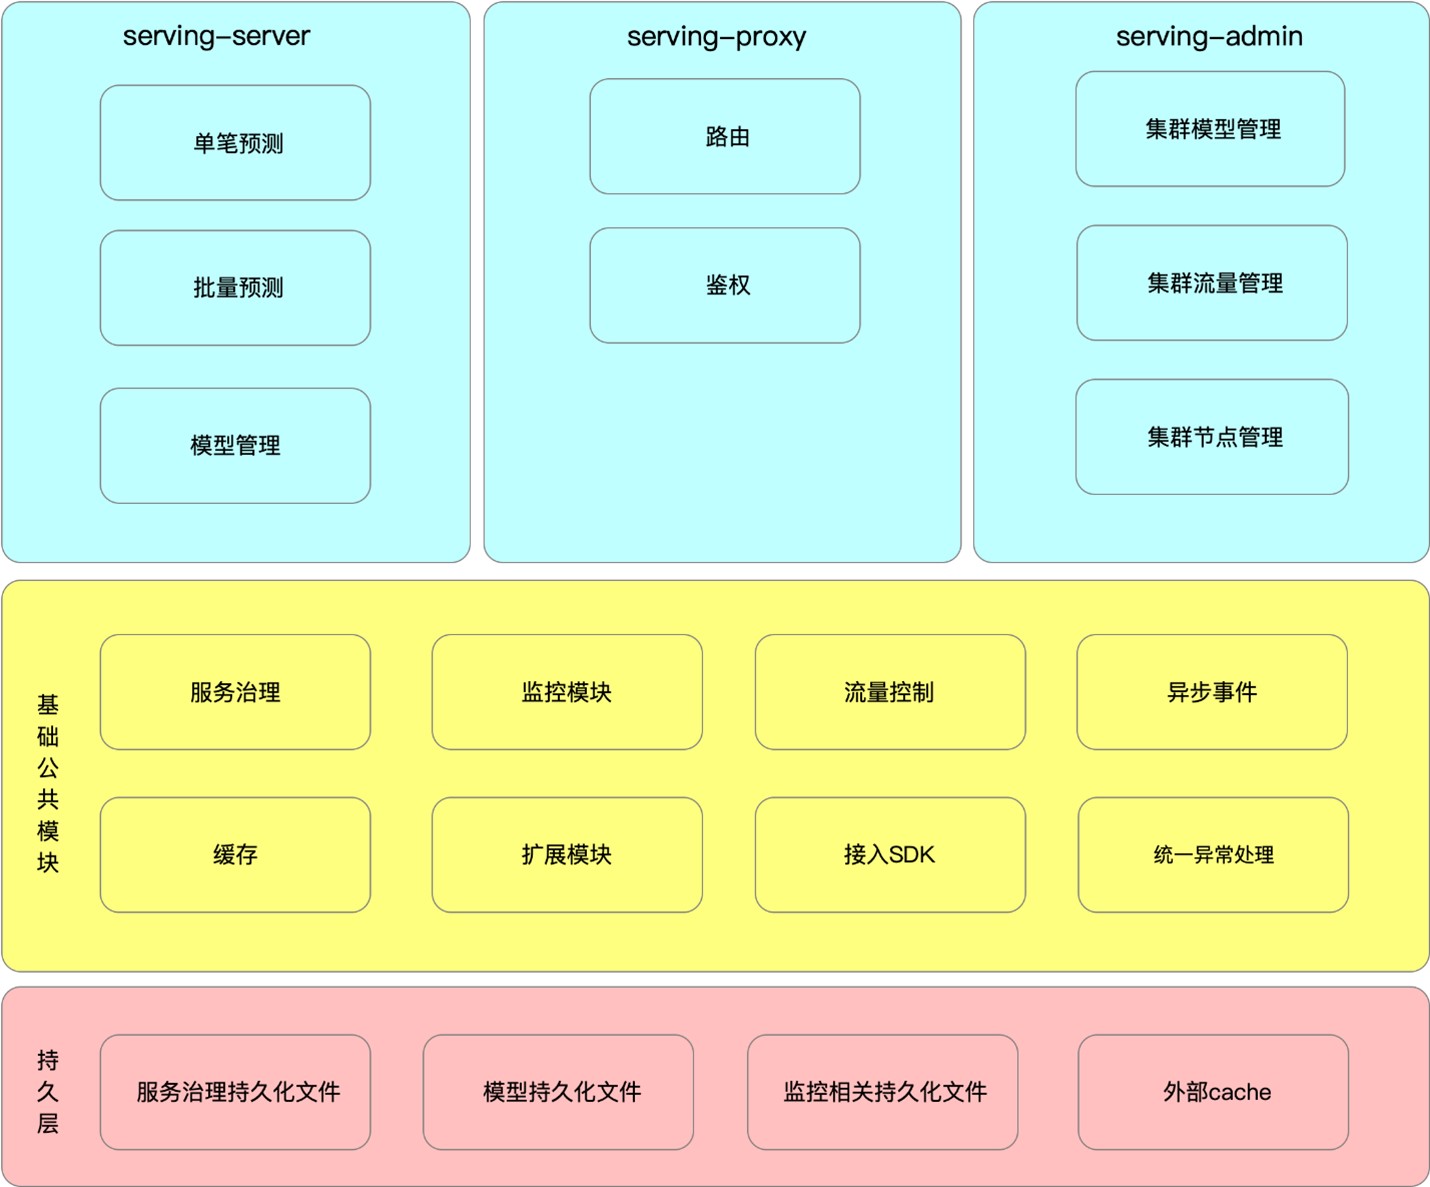 serving-server
单笔预测
批量预测
模型管理
serving-proxy
路由
鉴权
serving-admin
集群模型管理
集群流量管理
集群节点管理
基础公共模块
服务治理
监控模块
流量控制
异步事件
缓存
扩展模块
接入SDK
统一异常处理
持久层
服务治理持久化文件
模型持久化文件
监控相关持久化文件
外部cache